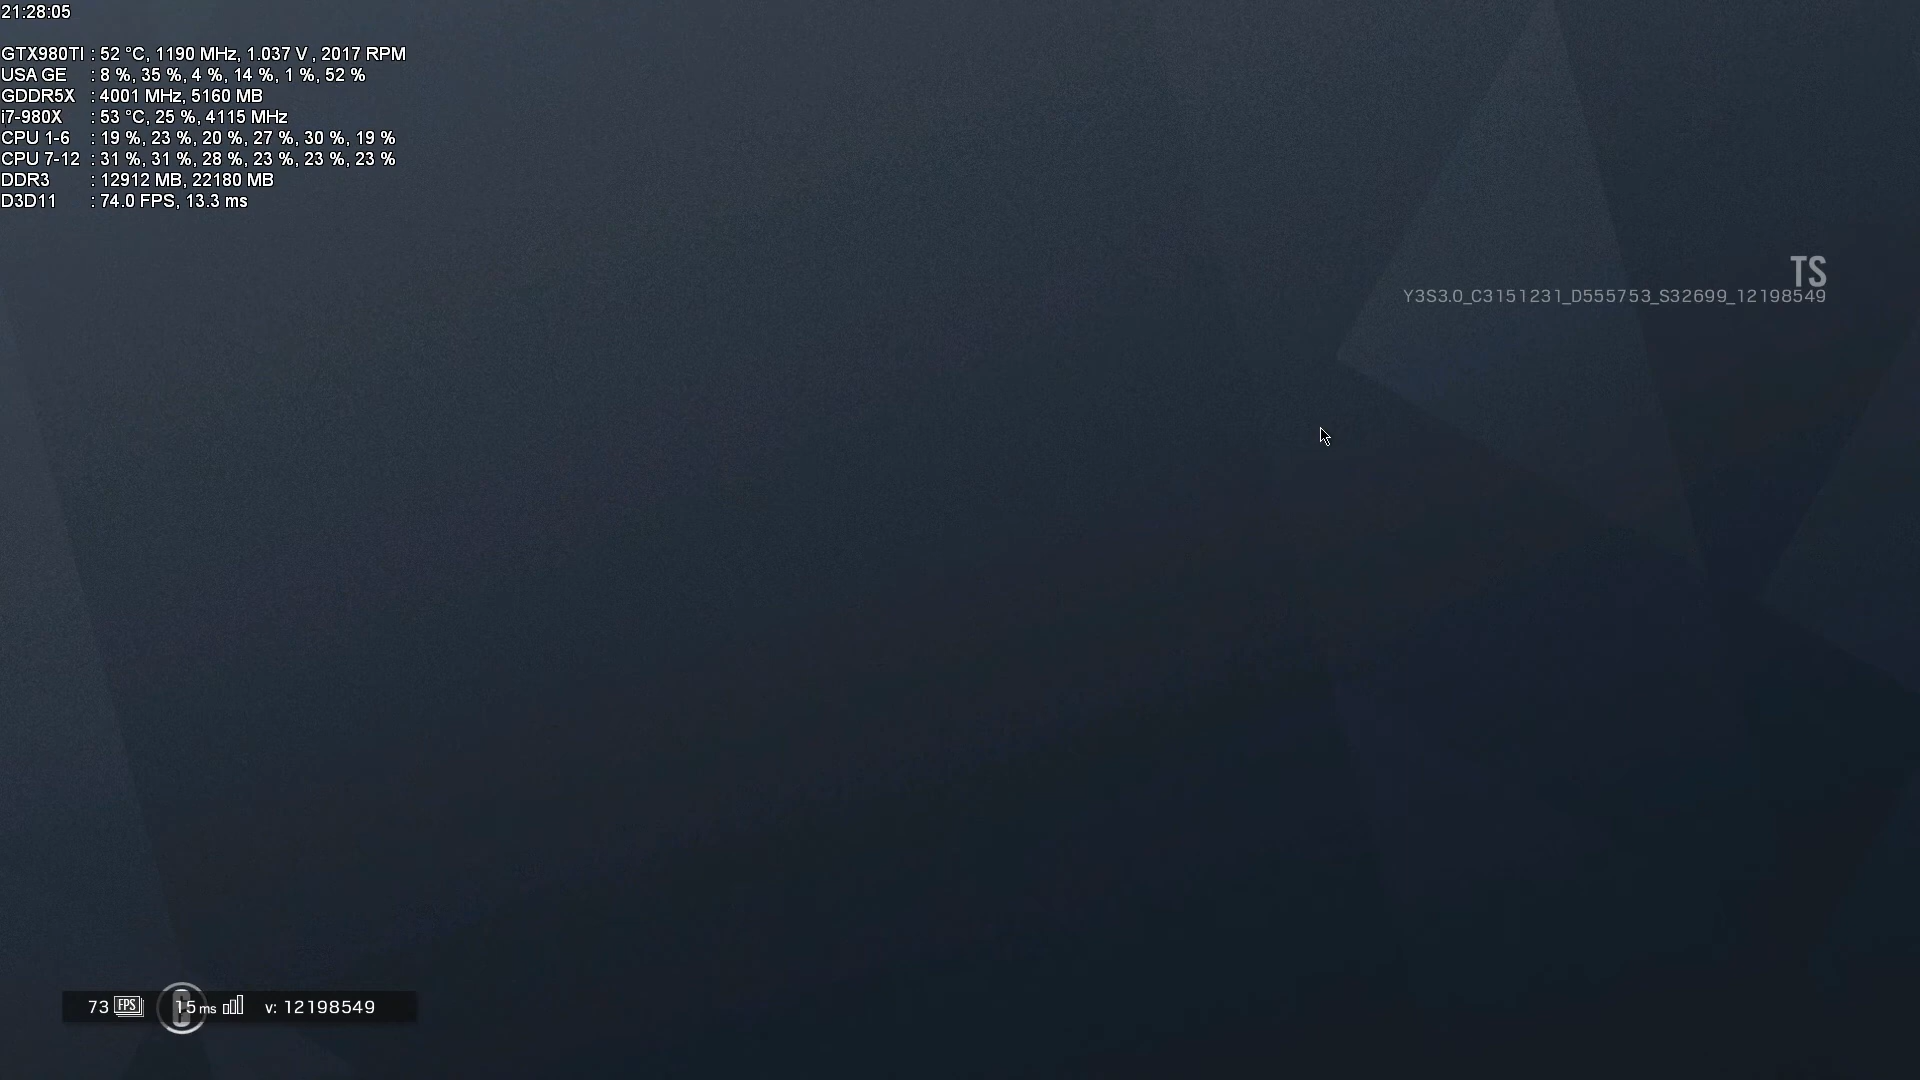 21:28:05
GTX980TI : 52 °C, 1190 MHz, 1.037 V , 2017 RPM
USAGE : 8 %, 35 %, 4 %, 14 %, 1 %, 52 %
GDDR5X : 4001 MHz, 5160 MB
i7-980X : 53 °C, 25 %, 4115 MHz
CPU 1-6 : 19 %, 23 %, 20 %, 27 %, 30 %, 19 %
CPU 7-12 : 31 %, 31 %, 28 %, 23 %, 23 %, 23 %
DDR3 : 12912 MB, 22180 MB
D3D11 : 74.0 FPS, 13.3 ms
TS
Y3S3.0_C3151231_D555753_S32699_12198549
73 FPS 15 ms v: 12198549